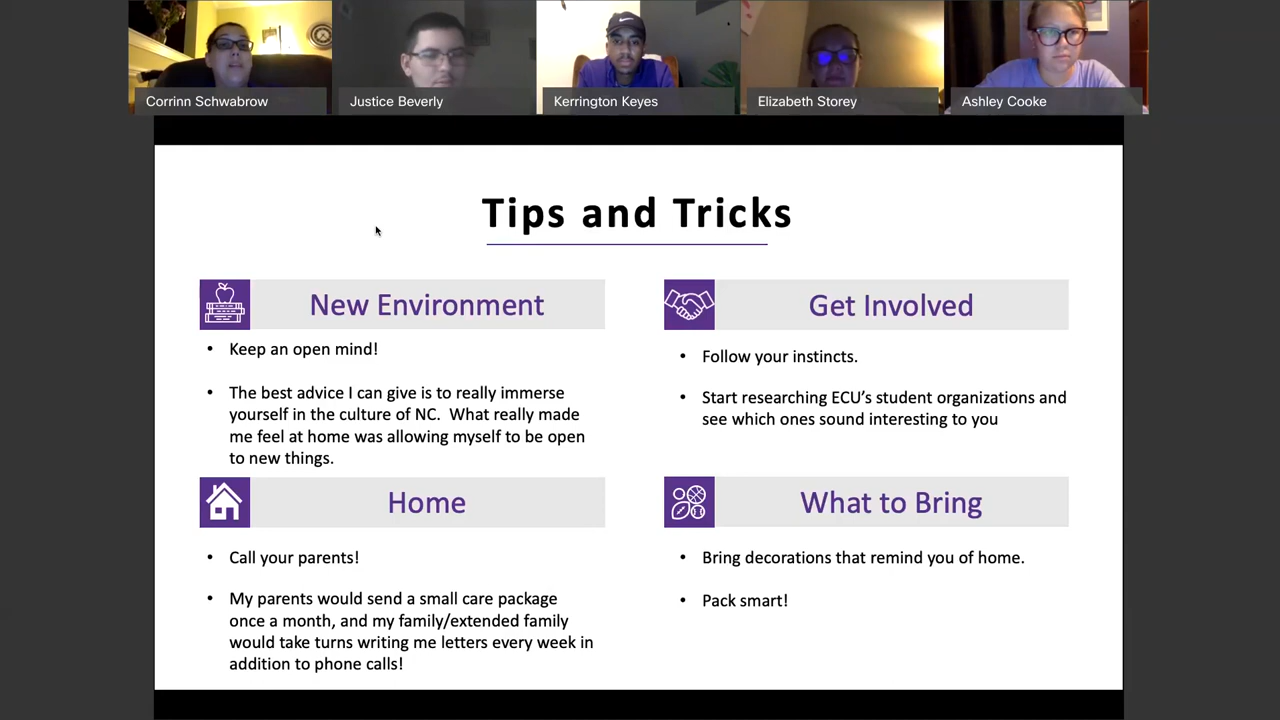 Corrinn Schwabrow
Justice Beverly
Kerrington Keyes
Elizabeth Storey
Ashley Cooke
Tips and Tricks
New Environment
• Keep an open mind!
• The best advice I can give is to really immerse
yourself in the culture of NC.  What really made
me feel at home was allowing myself to be open
to new things.
Get Involved
• Follow your instincts.
• Start researching ECU’s student organizations and
see which ones sound interesting to you
Home
• Call your parents!
• My parents would send a small care package
once a month, and my family/extended family
would take turns writing me letters every week in
addition to phone calls!
What to Bring
• Bring decorations that remind you of home.
• Pack smart!